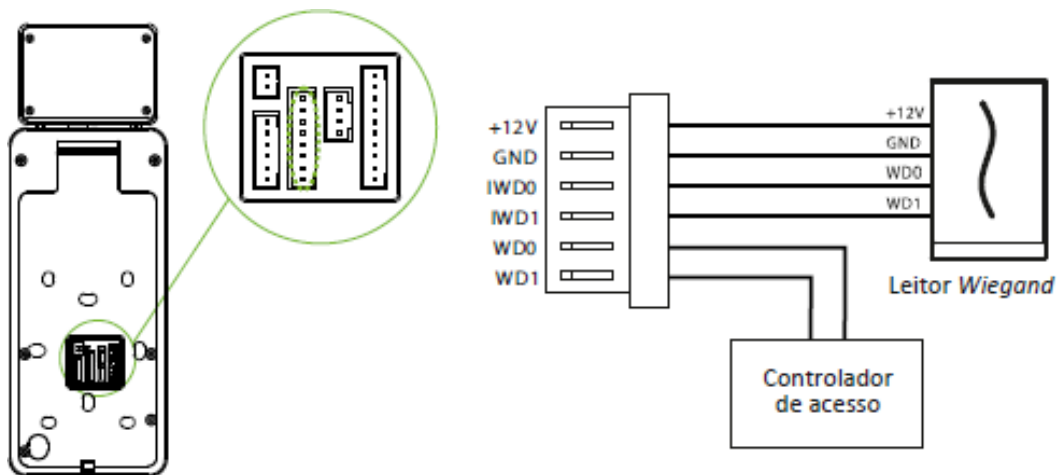 +12V
GND
IWD0
IWD1
WD0
WD1
+12V
GND
WD0
WD1
Leitor Wiegand
Controlador
de acesso